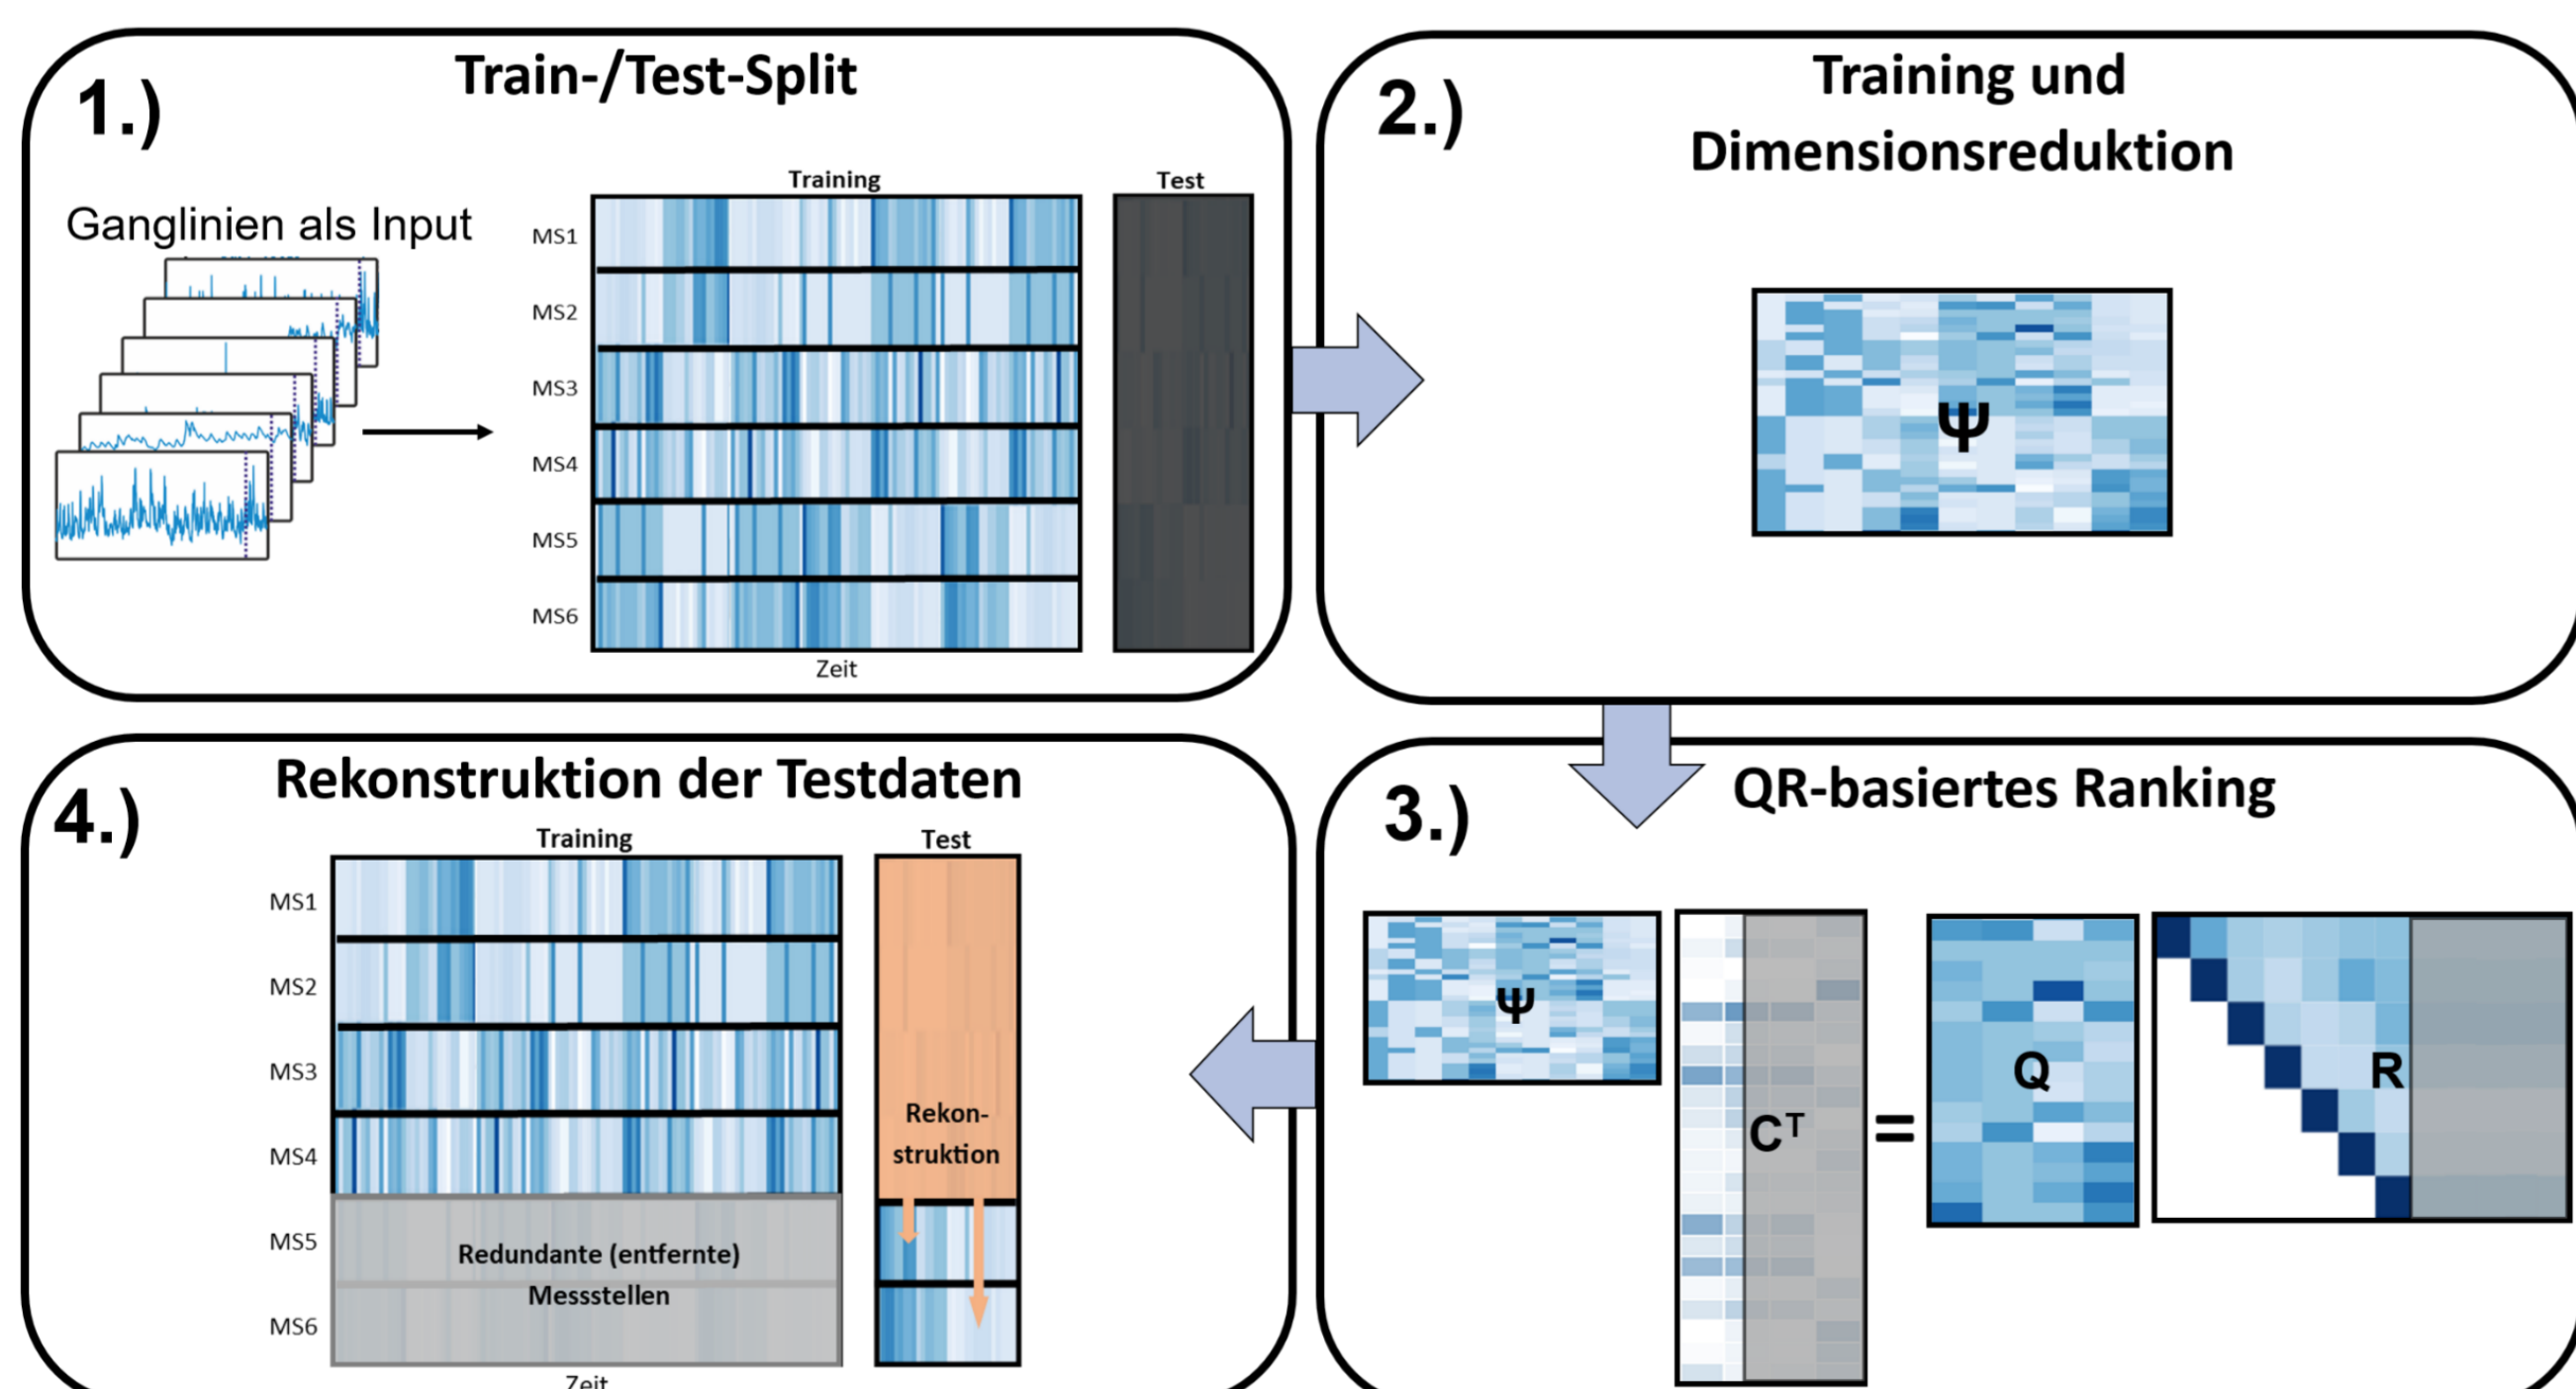 1.)
Train-/Test-Split
Ganglinien als Input
Training
Test
MS1
MS2
MS3
MS4
MS5
MS6
Zeit
2.)
Training und
Dimensionsreduktion
Ψ
3.)
QR-basiertes Ranking
Ψ
Cᵀ
=
Q
R
4.)
Rekonstruktion der Testdaten
Training
Test
MS1
MS2
MS3
MS4
MS5
MS6
Rekon-
struktion
Redundante (entfernte)
Messstellen
Zeit